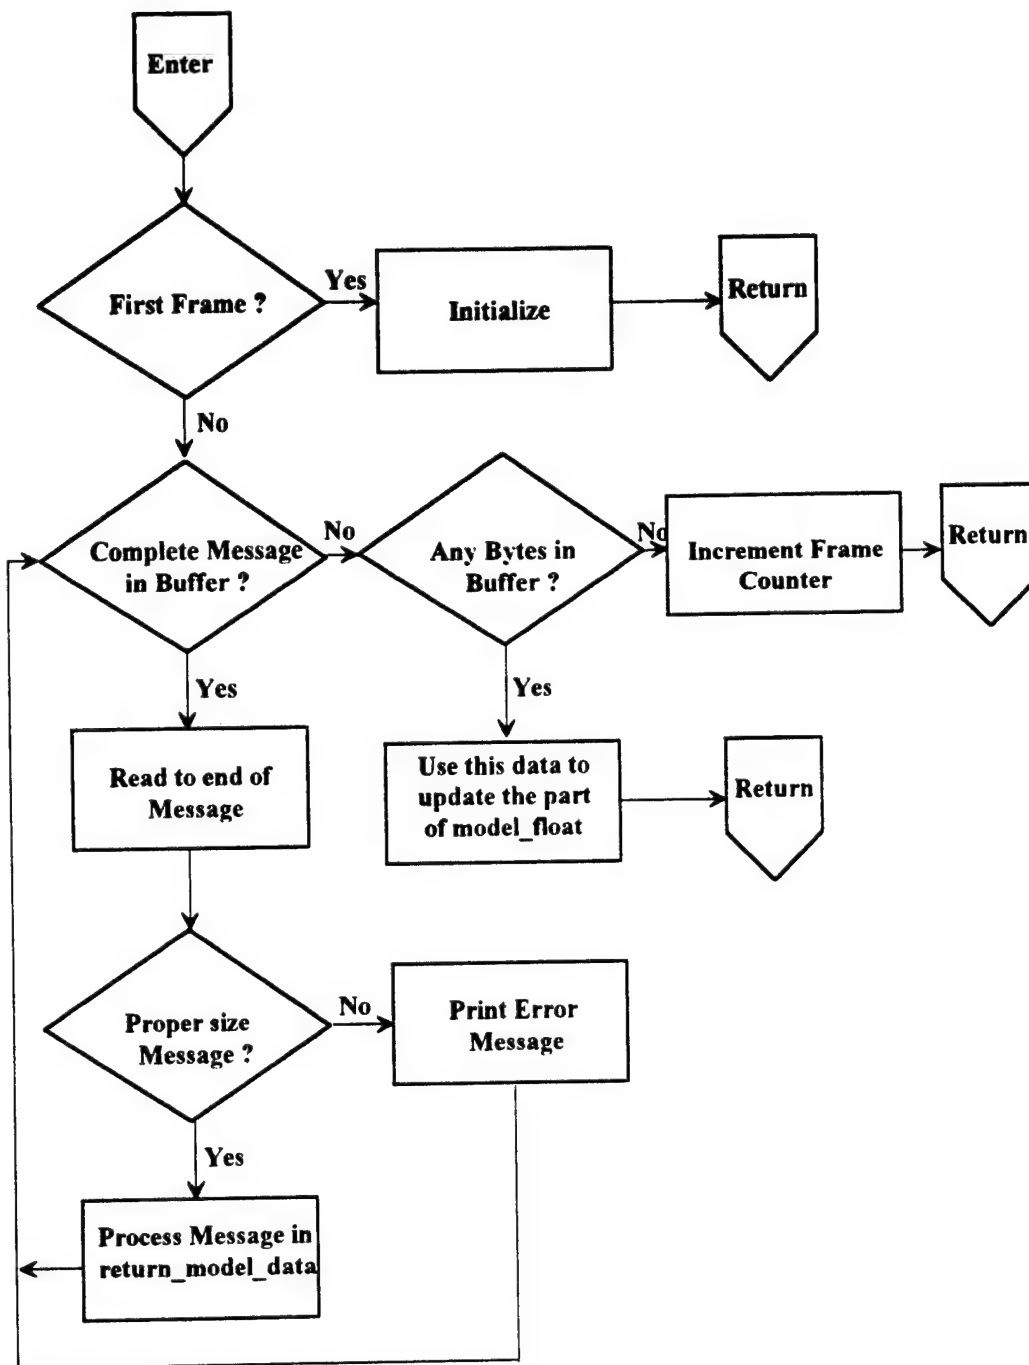 Enter
First Frame ?
Yes
Initialize
Return
No
Complete Message
in Buffer ?
No
Any Bytes in
Buffer ?
No
Increment Frame
Counter
Return
Yes
Yes
Read to end of
Message
Use this data to
update the part
of model_float
Return
Proper size
Message ?
No
Print Error
Message
Yes
Process Message in
return_model_data